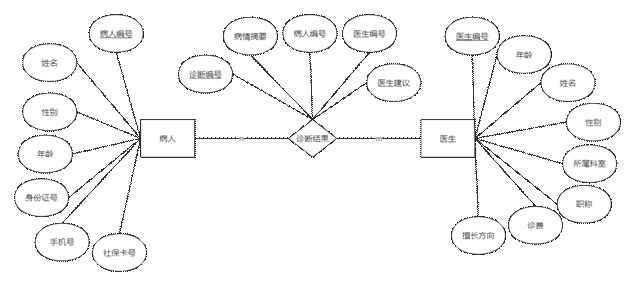 病人编号
姓名
性别
年龄
身份证号
手机号
社保卡号
病人
n
诊断编号
病情摘要
病人编号
医生编号
医生建议
诊断结果
m
医生
医生编号
年龄
姓名
性别
所属科室
职称
诊费
擅长方向